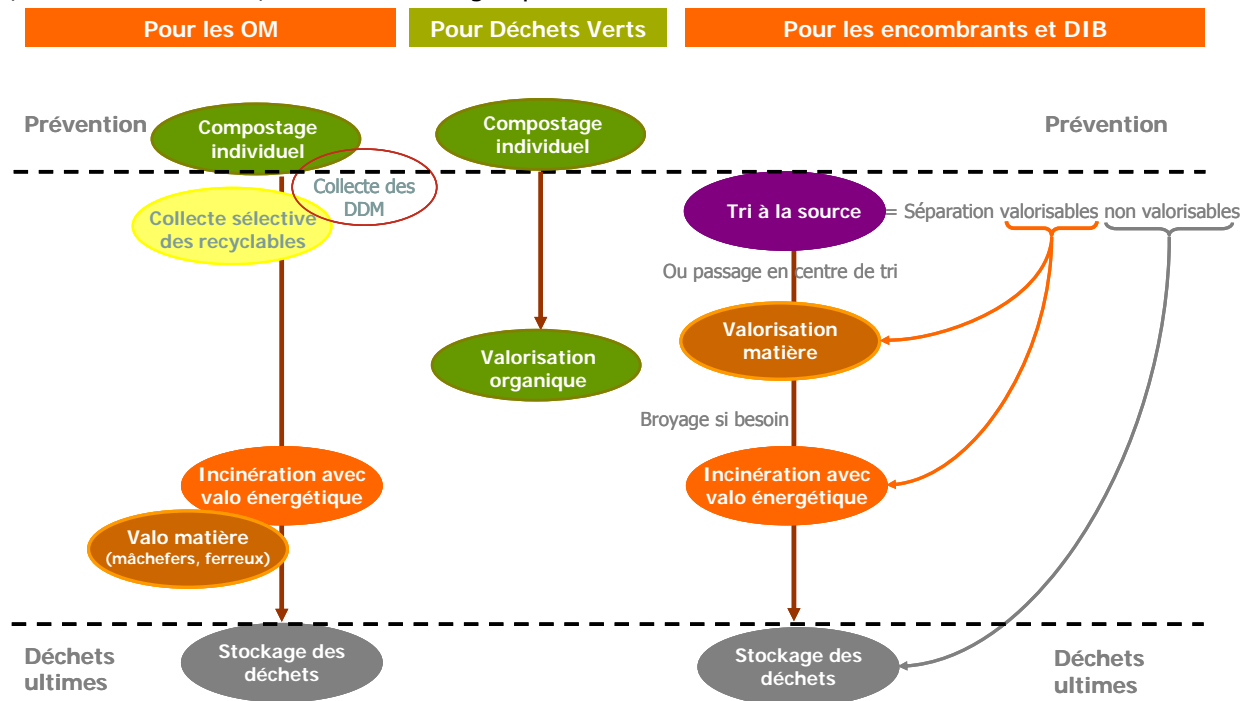 Pour les OM
Pour Déchets Verts
Pour les encombrants et DIB
Prévention
Compostage
individuel
Compostage
individuel
Prévention
Collecte des
DDM
Collecte sélective
des recyclables
Tri à la source
= Séparation valorisables non valorisables
Ou passage en centre de tri
Valorisation
matière
Valorisation
organique
Broyage si besoin
Incinération avec
valo énergétique
Incinération avec
valo énergétique
Valo matière
(mâchefers, ferreux)
Déchets
ultimes
Stockage des
déchets
Stockage des
déchets
Déchets
ultimes